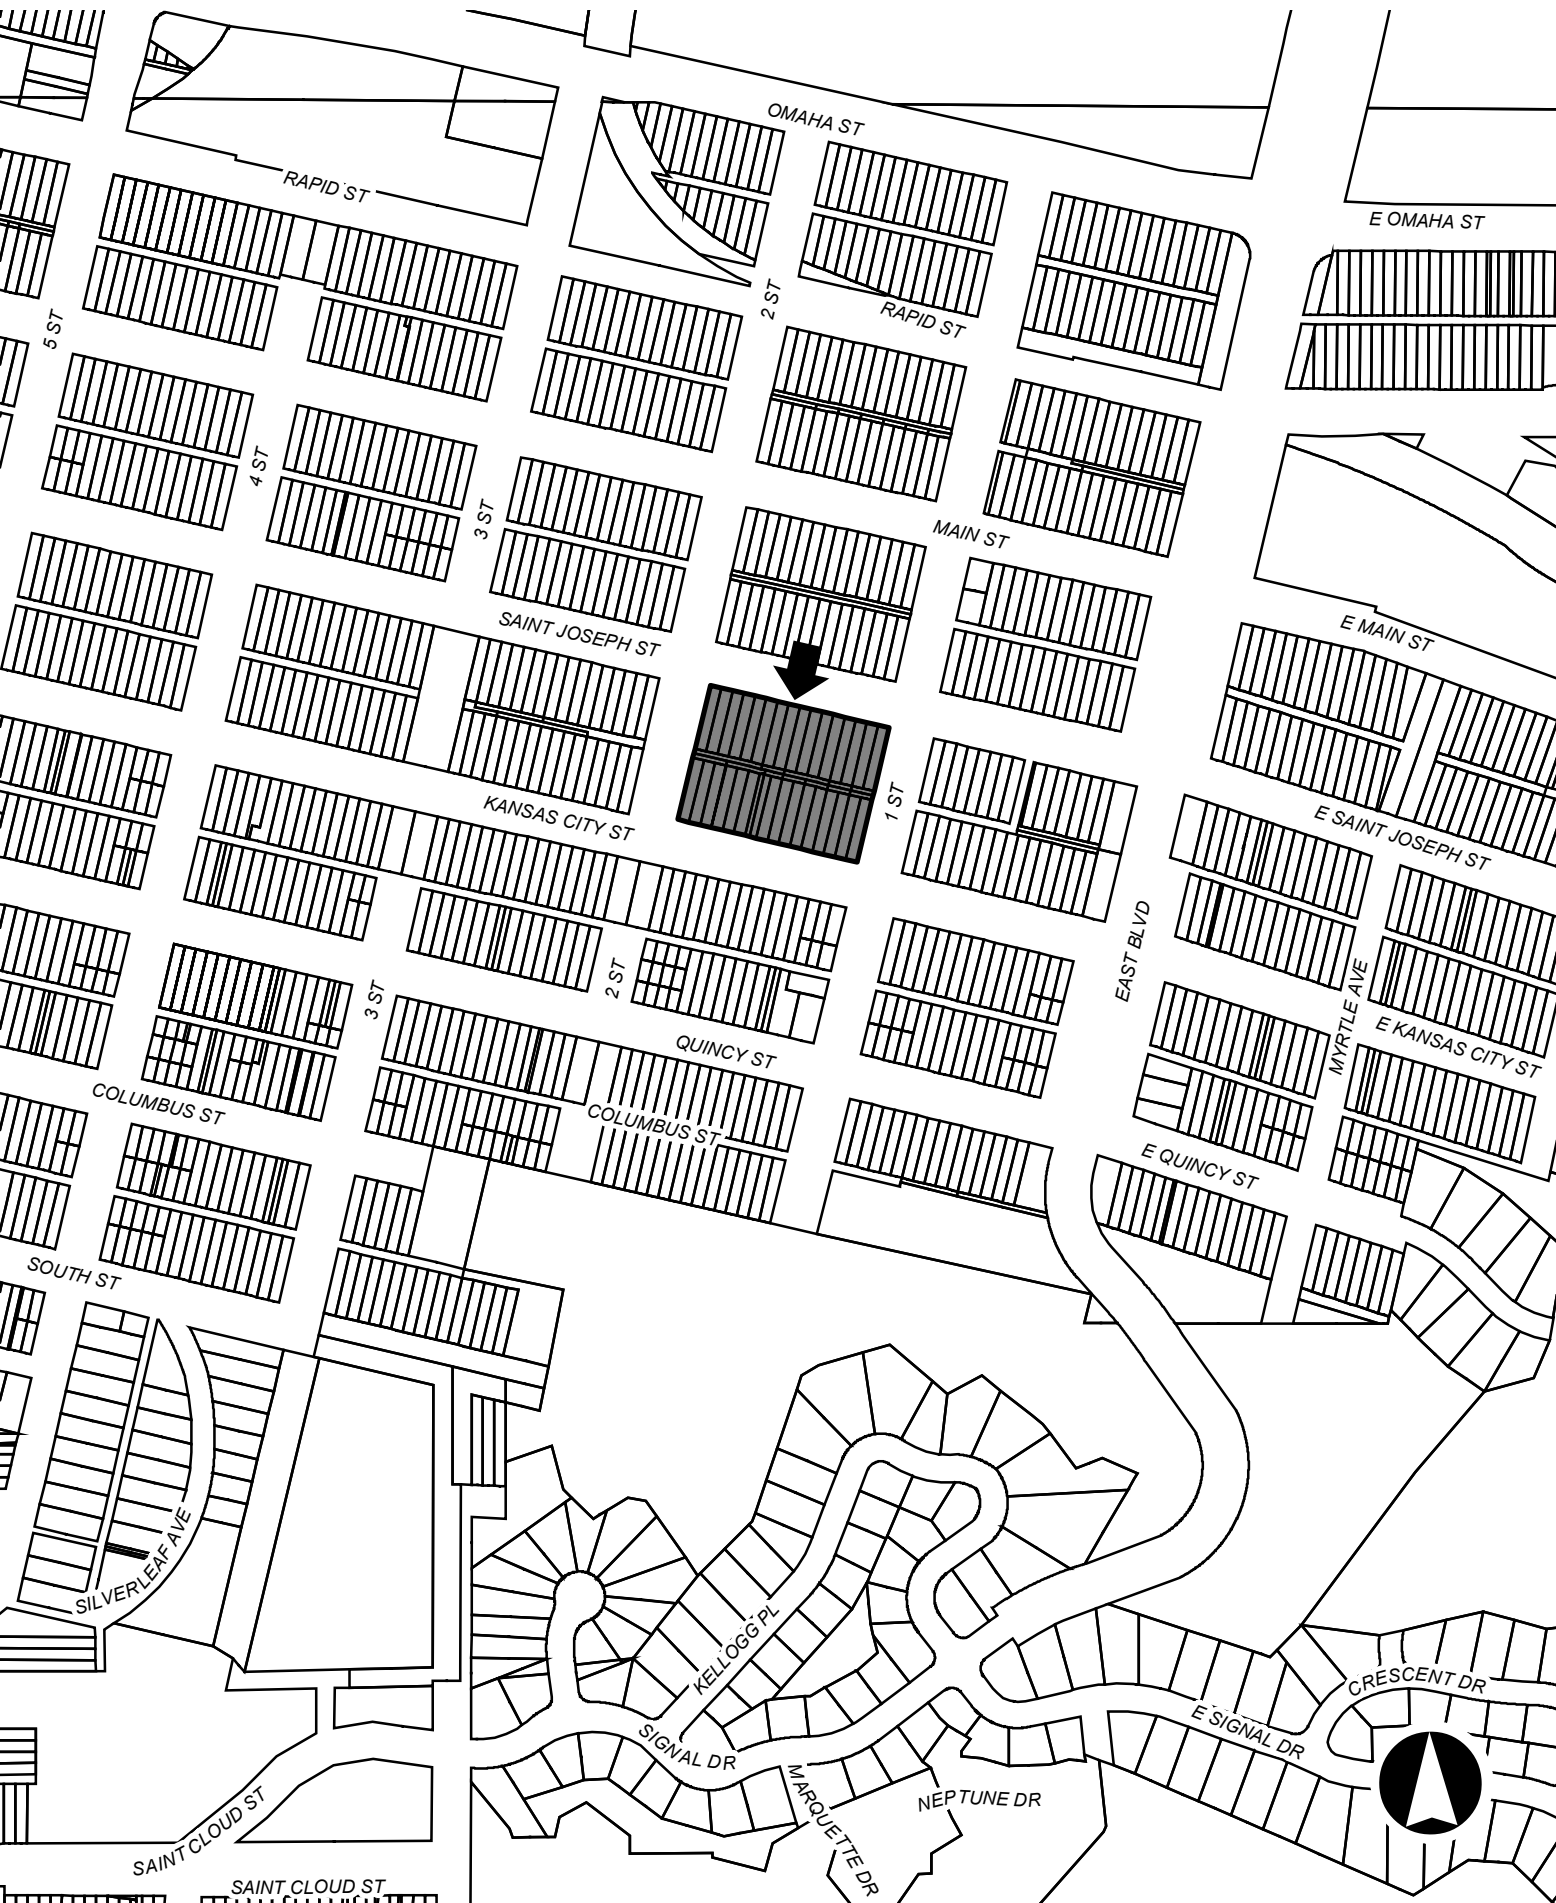 OMAHA ST
RAPID ST
E OMAHA ST
2 ST
RAPID ST
5 ST
4 ST
3 ST
MAIN ST
SAINT JOSEPH ST
E MAIN ST
KANSAS CITY ST
1 ST
E SAINT JOSEPH ST
EAST BLVD
2 ST
3 ST
MYRTLE AVE
E KANSAS CITY ST
QUINCY ST
COLUMBUS ST
COLUMBUS ST
E QUINCY ST
SOUTH ST
SILVERLEAF AVE
KELLOGG PL
CRESCENT DR
E SIGNAL DR
SIGNAL DR
MARQUETTE DR
NEPTUNE DR
SAINT CLOUD ST
SAINT CLOUD ST